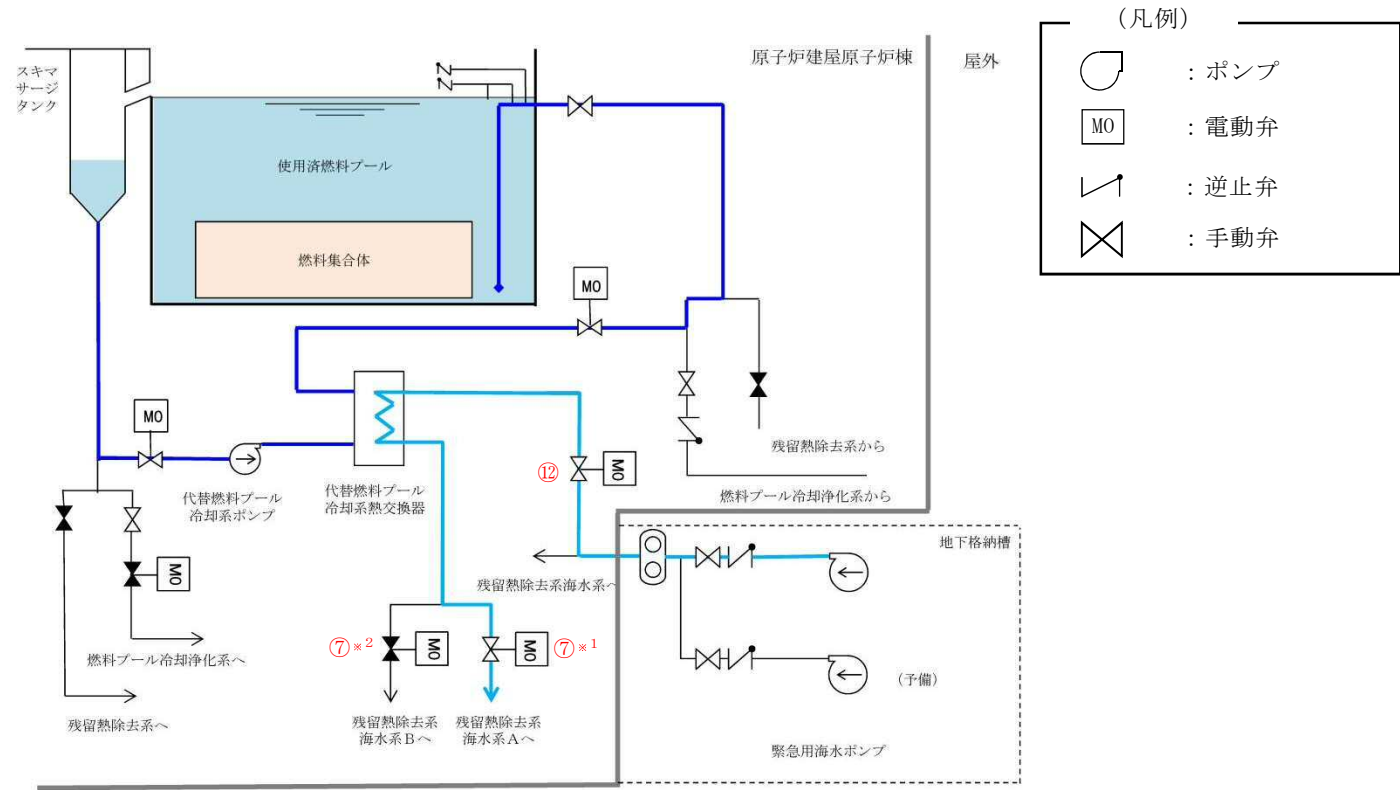 (凡例)
：ポンプ
MO
：電動弁
：逆止弁
：手動弁
原子炉建屋原子炉棟
屋外
スキマ
サージ
タンク
使用済燃料プール
燃料集合体
MO
MO
代替燃料プール
冷却系ポンプ
代替燃料プール
冷却系熱交換器
⑫
MO
残留熱除去系から
燃料プール冷却浄化系から
地下格納槽
MO
残留熱除去系海水系へ
燃料プール冷却浄化系へ
残留熱除去系へ
⑦※2
MO
MO
⑦※1
残留熱除去系
海水系Bへ
残留熱除去系
海水系Aへ
(予備)
緊急用海水ポンプ